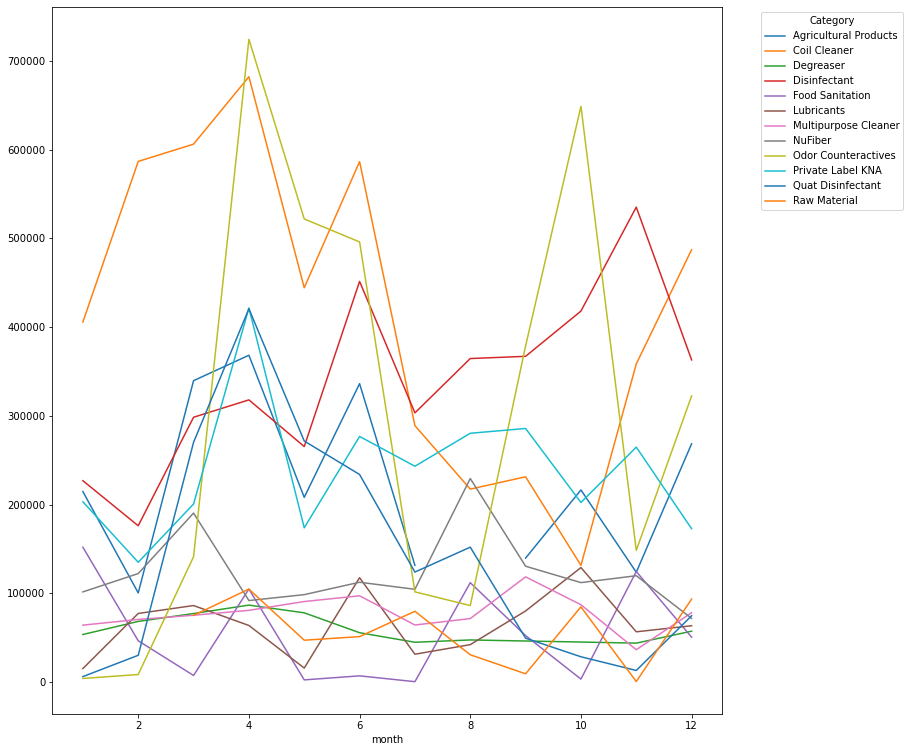 700000
600000
500000
400000
300000
200000
100000
0
2 4 6 8 10 12
month
Category
Agricultural Products
Coil Cleaner
Degreaser
Disinfectant
Food Sanitation
Lubricants
Multipurpose Cleaner
NuFiber
Odor Counteractives
Private Label KNA
Quat Disinfectant
Raw Material